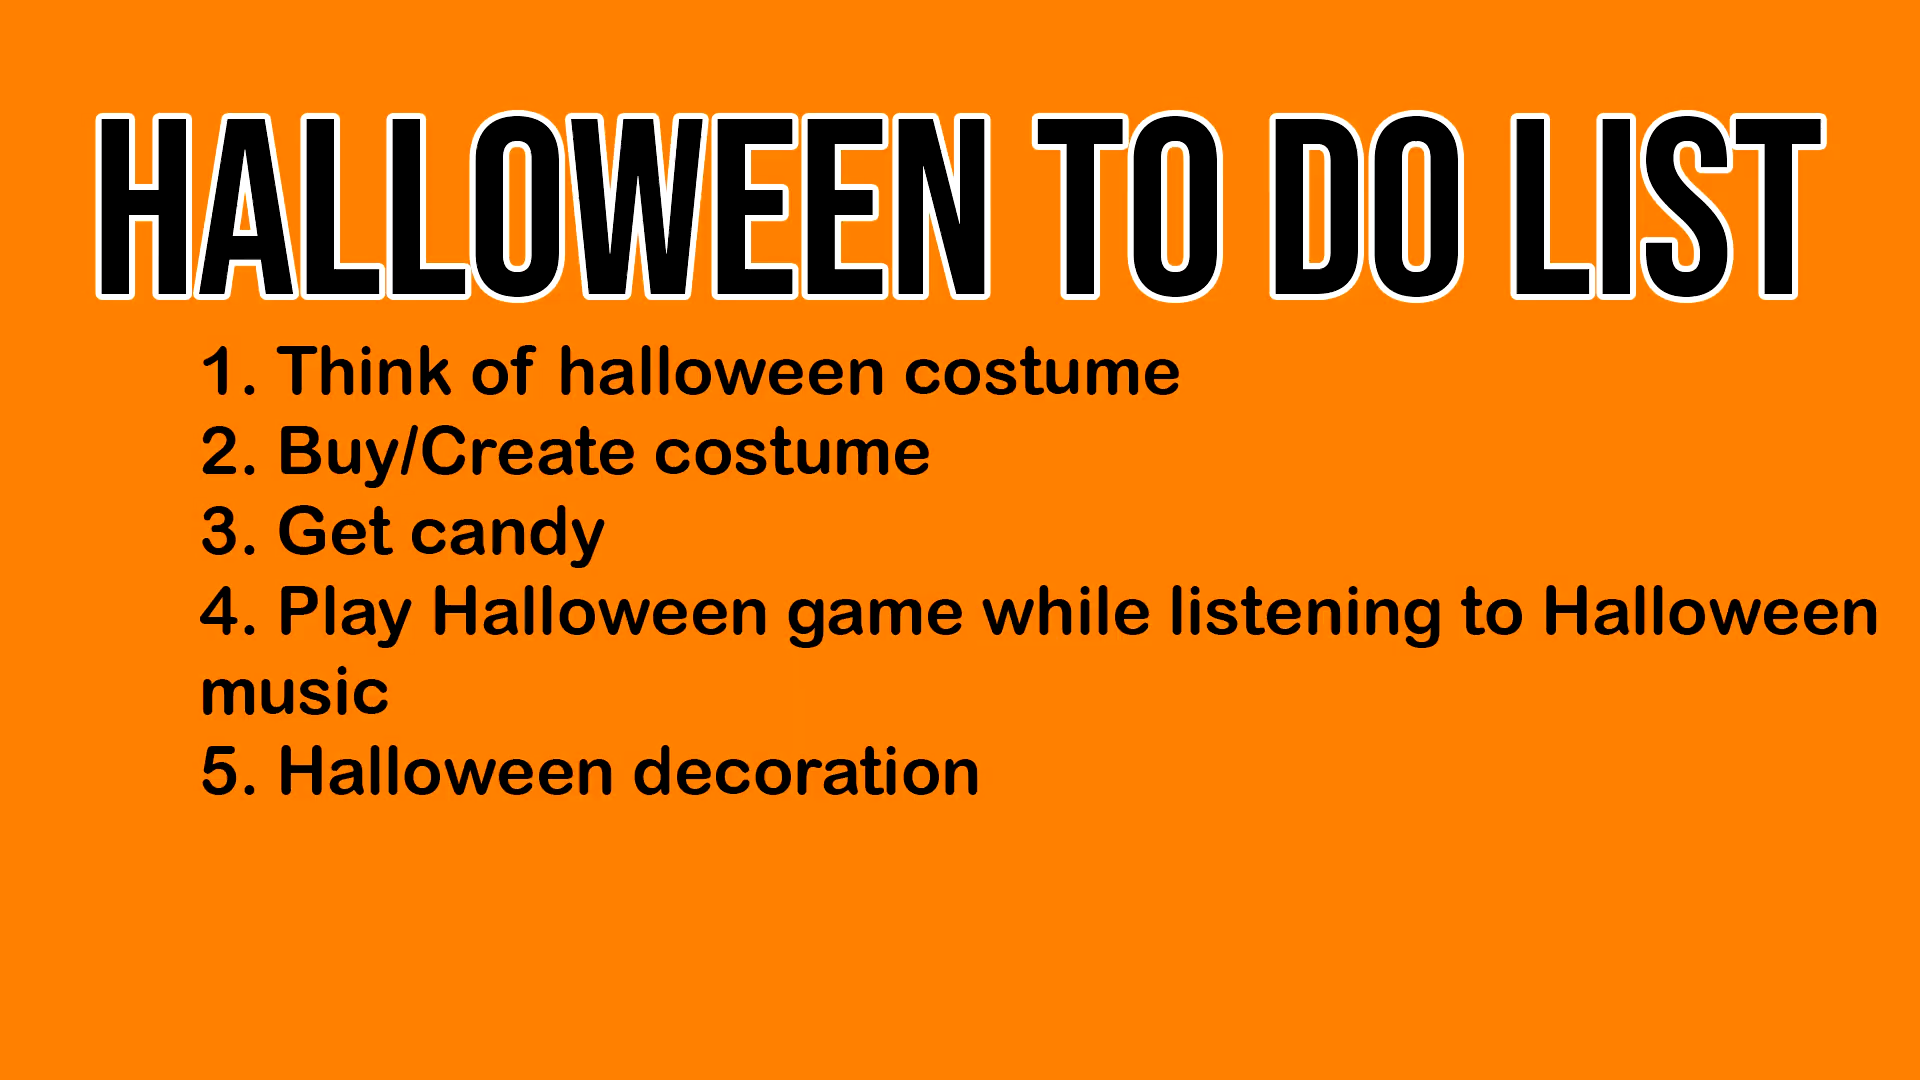 HALLOWEEN TO DO LIST
1. Think of halloween costume
2. Buy/Create costume
3. Get candy
4. Play Halloween game while listening to Halloween
music
5. Halloween decoration